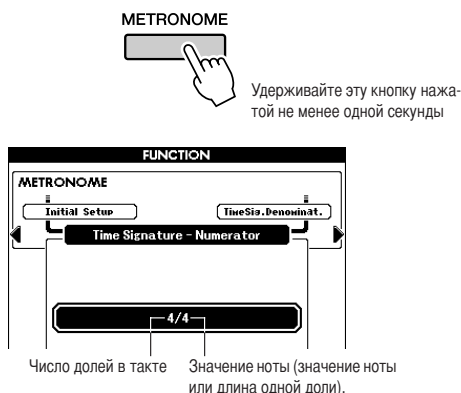 METRONOME
Удерживайте эту кнопку нажа-
той не менее одной секунды
FUNCTION
METRONOME
Initial Setup
TimeSig.Denominat.
Time Signature - Numerator
4/4
Число долей в такте
Значение ноты (значение ноты
или длина одной доли).